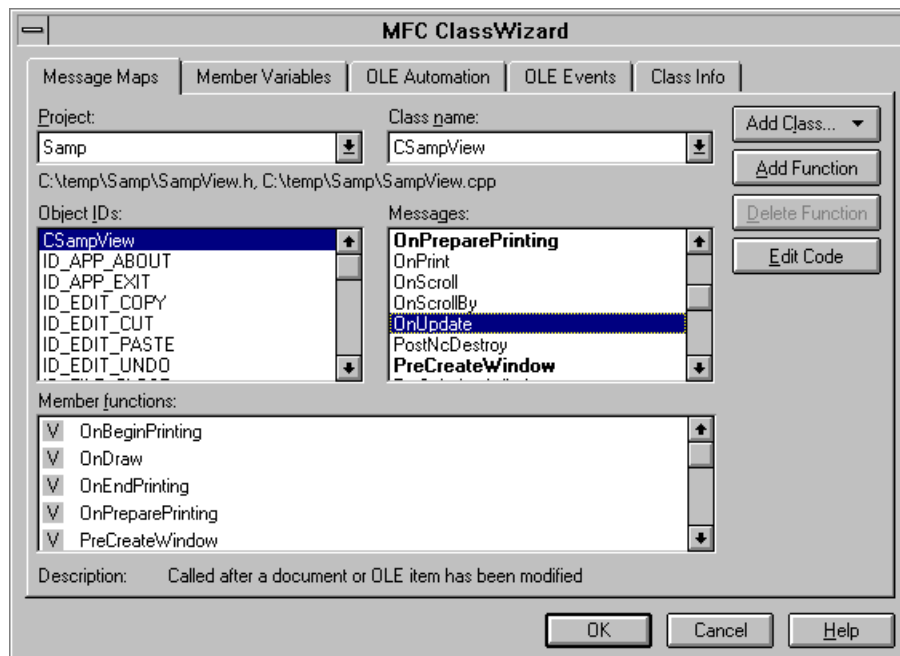 MFC ClassWizard
Message Maps Member Variables OLE Automation OLE Events Class Info
Project: Class name:
Samp CSampView Add Class...
C:\temp\Samp\SampView.h, C:\temp\Samp\SampView.cpp Add Function
Object IDs: Messages: Delete Function
CSampView OnPreparePrinting
ID_APP_ABOUT OnPrint Edit Code
ID_APP_EXIT OnScroll
ID_EDIT_COPY OnScrollBy
ID_EDIT_CUT OnUpdate
ID_EDIT_PASTE PostNcDestroy
ID_EDIT_UNDO PreCreateWindow
Member functions:
V OnBeginPrinting
V OnDraw
V OnEndPrinting
V OnPreparePrinting
V PreCreateWindow
Description: Called after a document or OLE item has been modified
OK Cancel Help